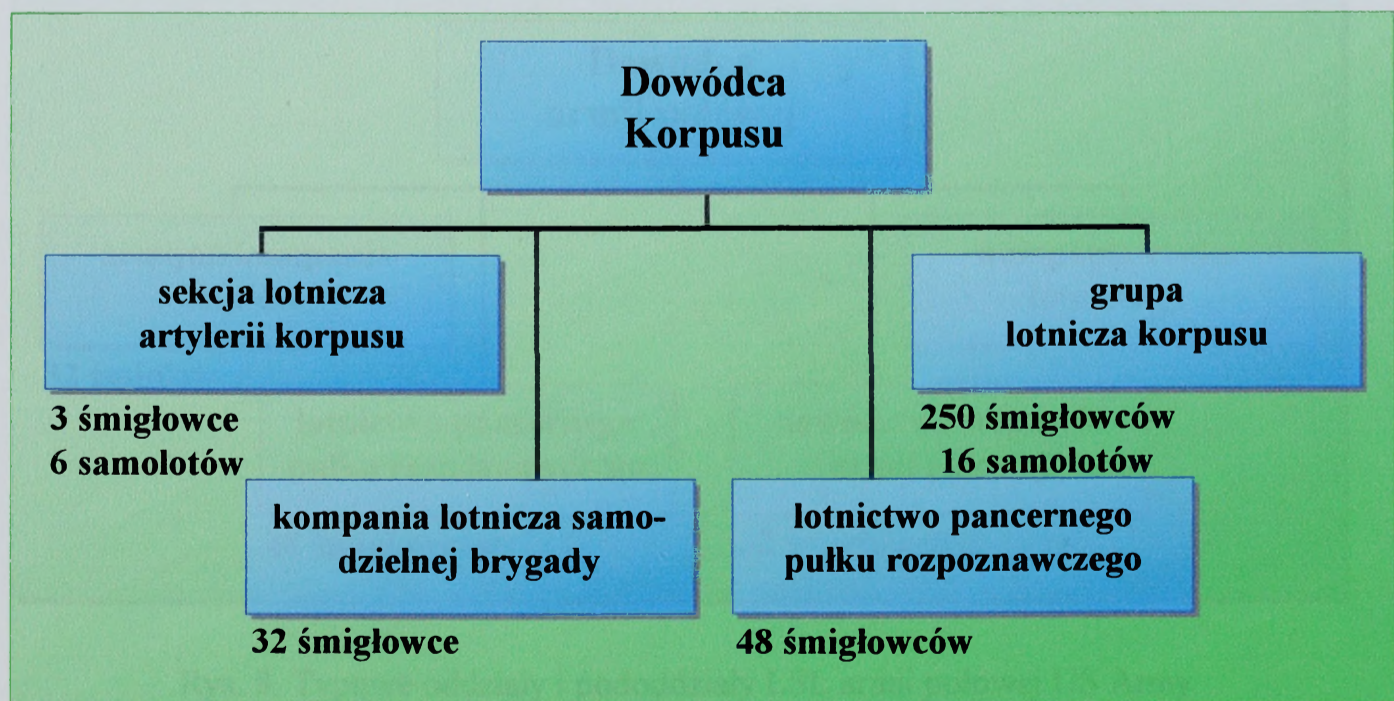 Dowódca
Korpusu
sekcja lotnicza
artylerii korpusu
3 śmigłowce
6 samolotów
kompania lotnicza samo-
dzielnej brygady
32 śmigłowce
lotnictwo pancernego
pułku rozpoznawczego
48 śmigłowców
grupa
lotnicza korpusu
250 śmigłowców
16 samolotów